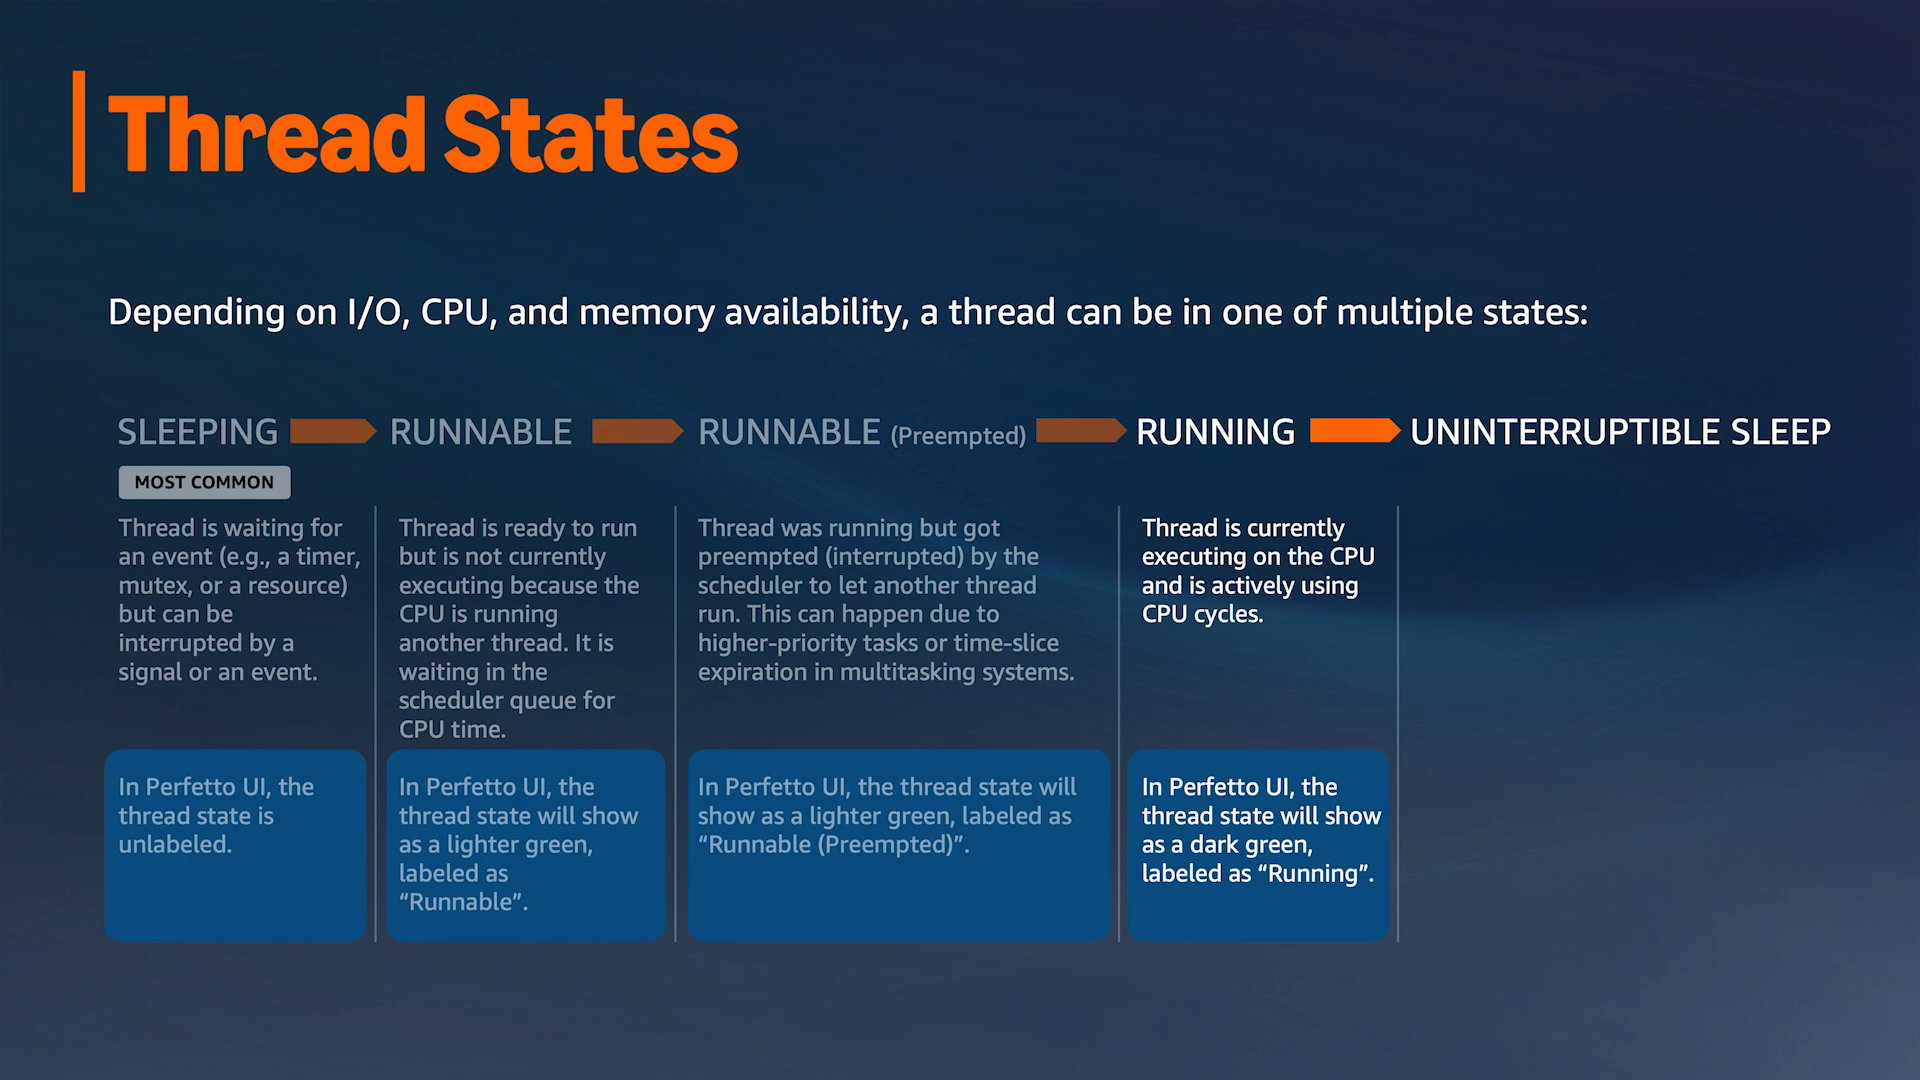 Thread States
Depending on I/O, CPU, and memory availability, a thread can be in one of multiple states:
SLEEPING
MOST COMMON
Thread is waiting for
an event (e.g., a timer,
mutex, or a resource)
but can be
interrupted by a
signal or an event.
In Perfetto UI, the
thread state is
unlabeled.
RUNNABLE
Thread is ready to run
but is not currently
executing because the
CPU is running
another thread. It is
waiting in the
scheduler queue for
CPU time.
In Perfetto UI, the
thread state will show
as a lighter green,
labeled as
“Runnable”.
RUNNABLE (Preempted)
Thread was running but got
preempted (interrupted) by the
scheduler to let another thread
run. This can happen due to
higher-priority tasks or time-slice
expiration in multitasking systems.
In Perfetto UI, the thread state will
show as a lighter green, labeled as
“Runnable (Preempted)”.
RUNNING
Thread is currently
executing on the CPU
and is actively using
CPU cycles.
In Perfetto UI, the
thread state will show
as a dark green,
labeled as “Running”.
UNINTERRUPTIBLE SLEEP